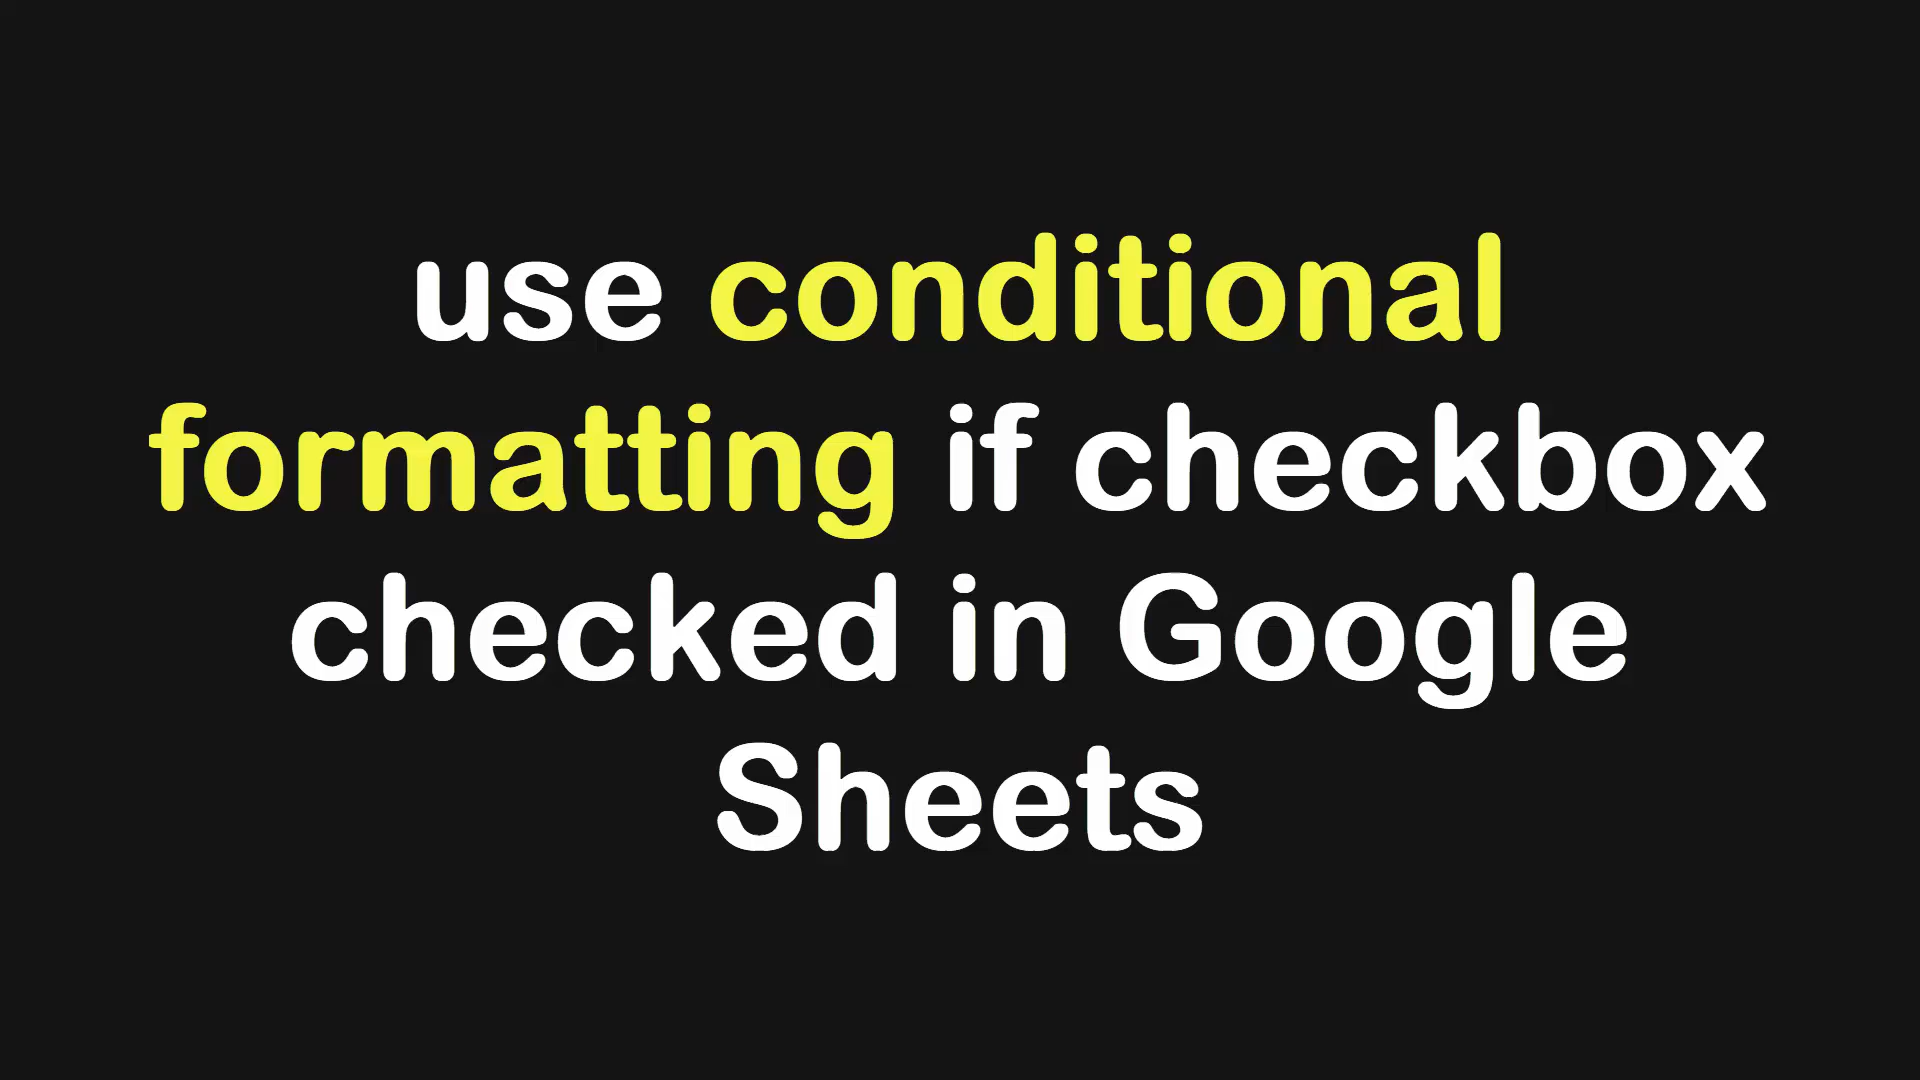 use conditional
formatting if checkbox
checked in Google
Sheets